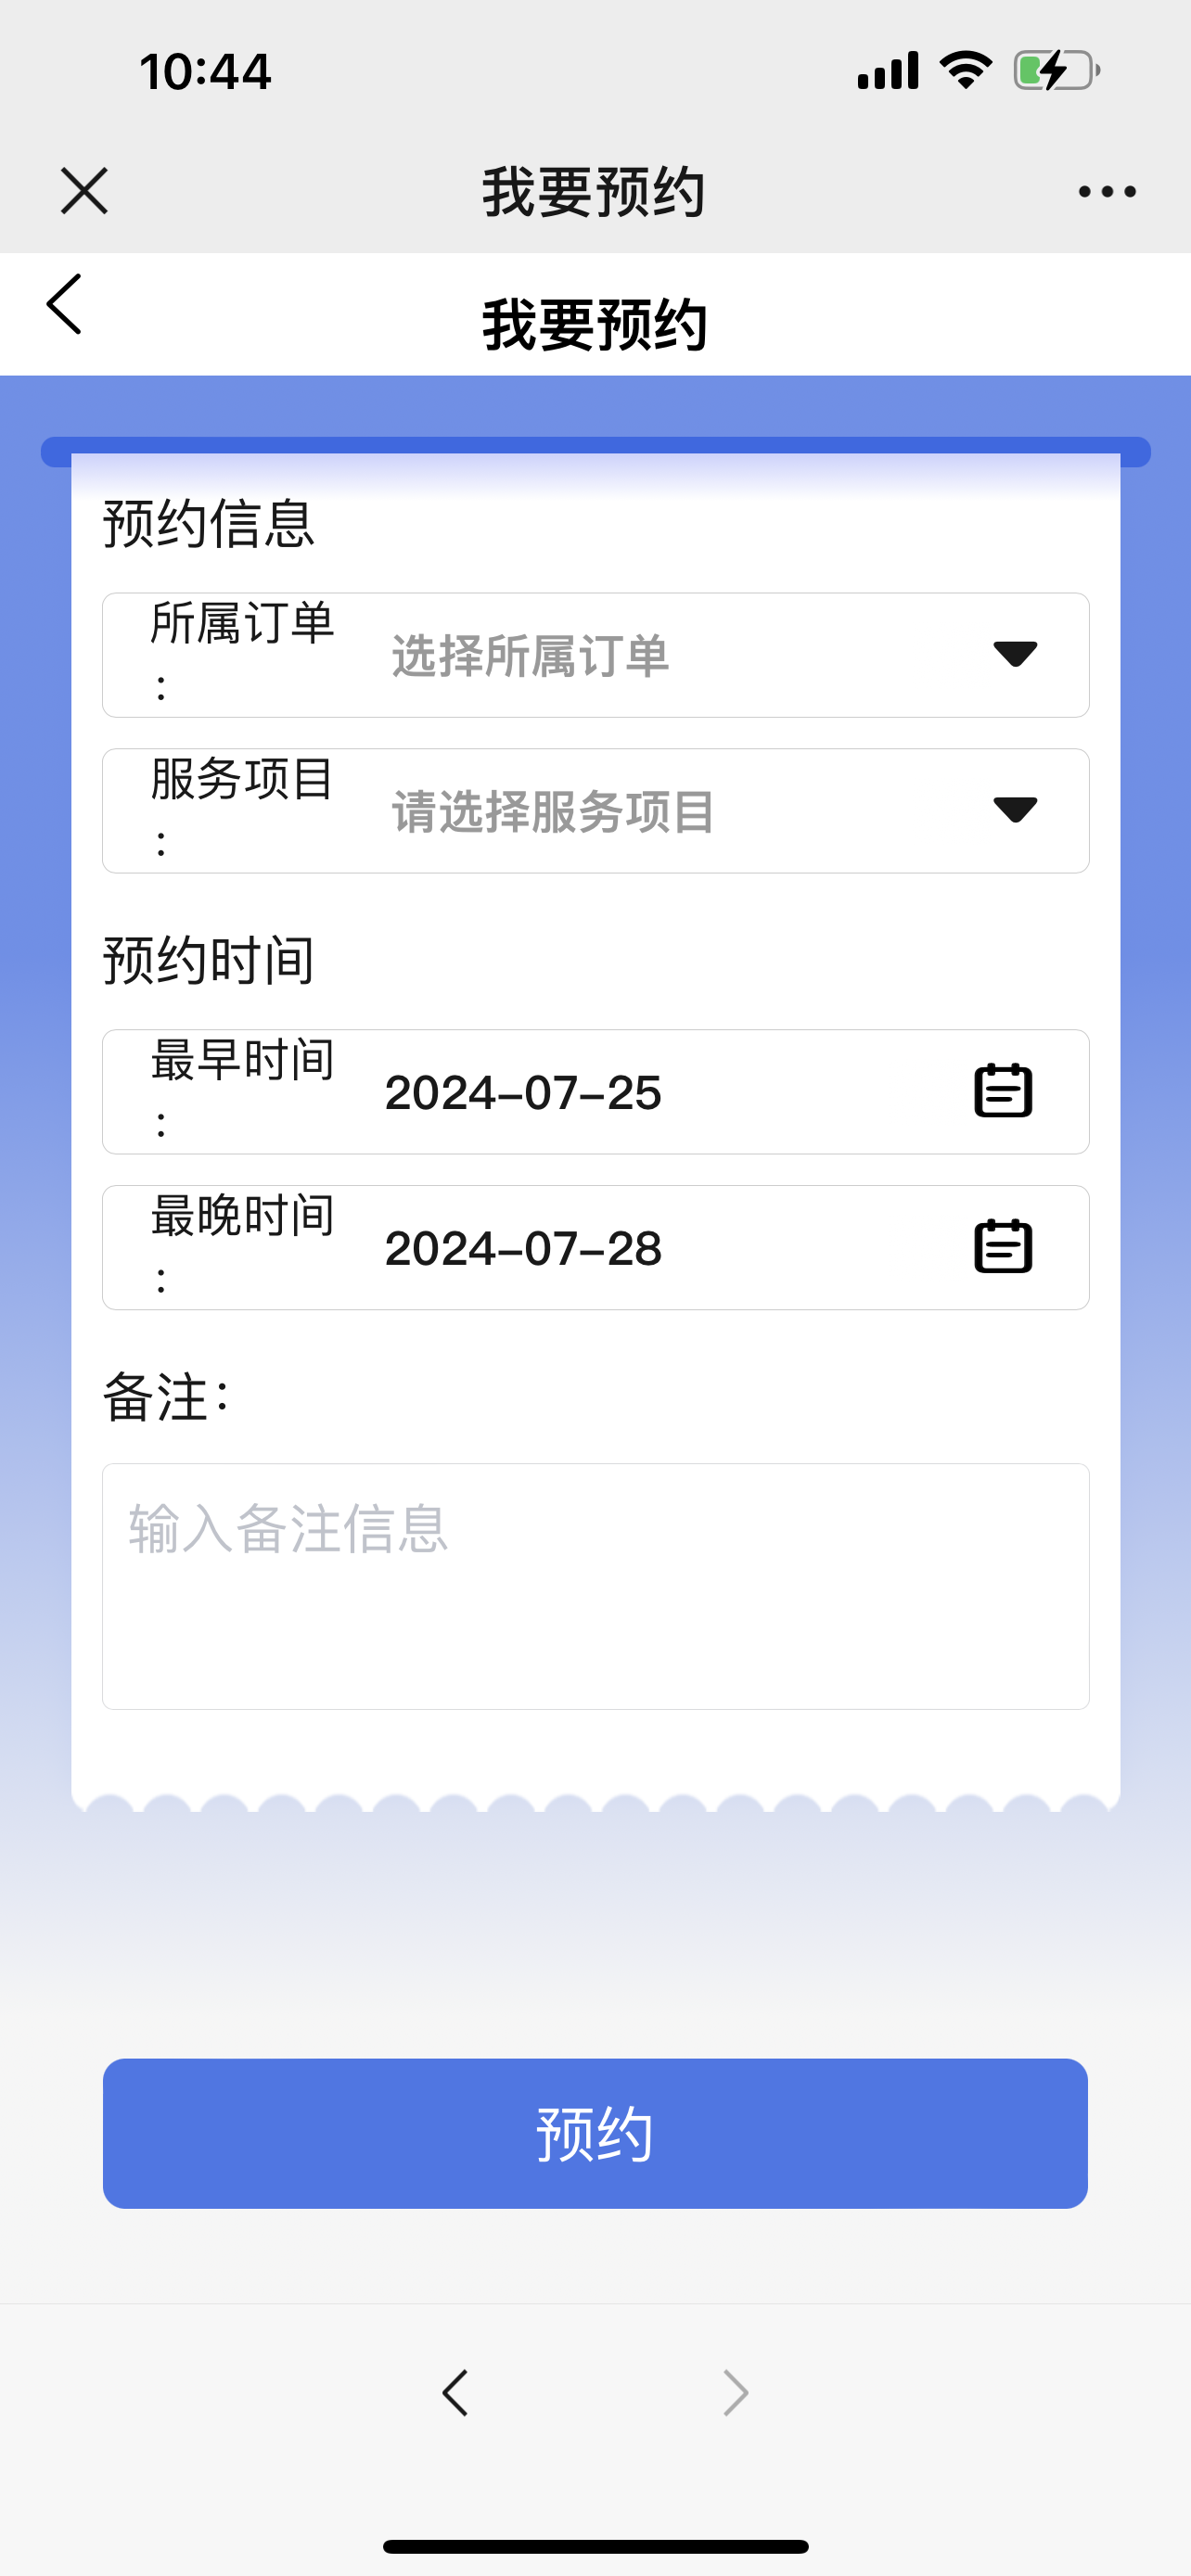 10:44
我要预约
我要预约
预约信息
所属订单
:
选择所属订单
服务项目
:
请选择服务项目
预约时间
最早时间
:
2024-07-25
最晚时间
:
2024-07-28
备注:
输入备注信息
预约